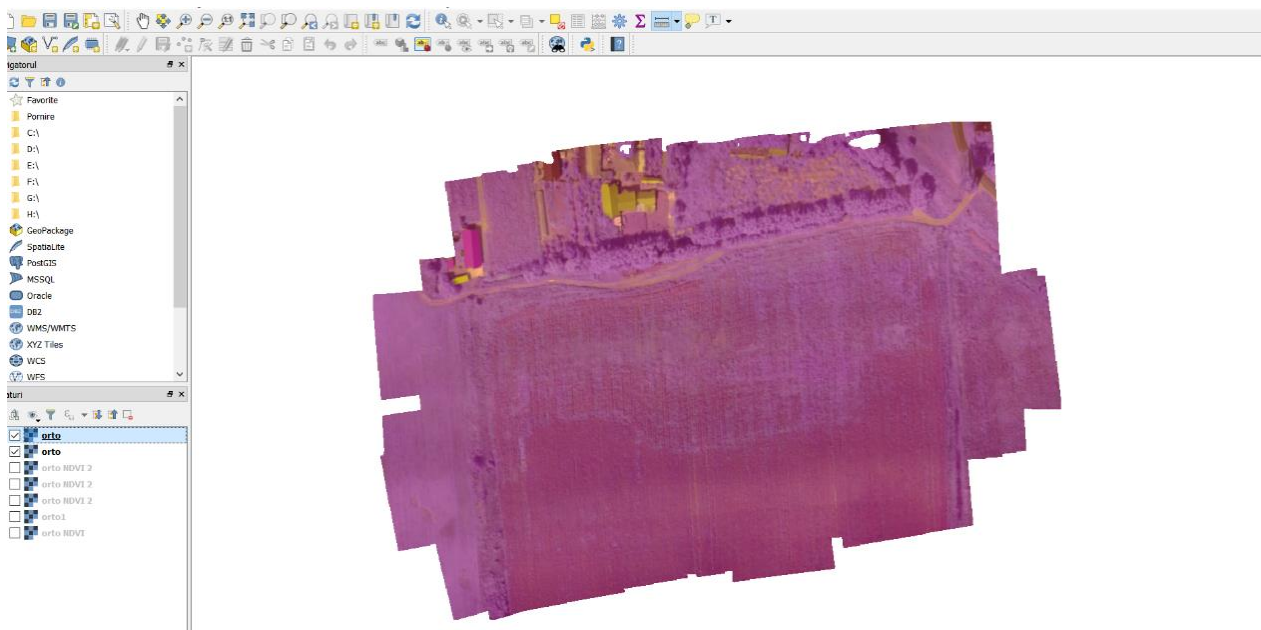 igatorul
Favorite
Pornire
C:\
D:\
E:\
F:\
G:\
H:\
GeoPackage
SpatiaLite
PostGIS
MSSQL
Oracle
DB2
WMS/WMTS
XYZ Tiles
WCS
WFS
aturi
orto
orto
orto NDVI 2
orto NDVI 2
orto NDVI 2
orto1
orto NDVI